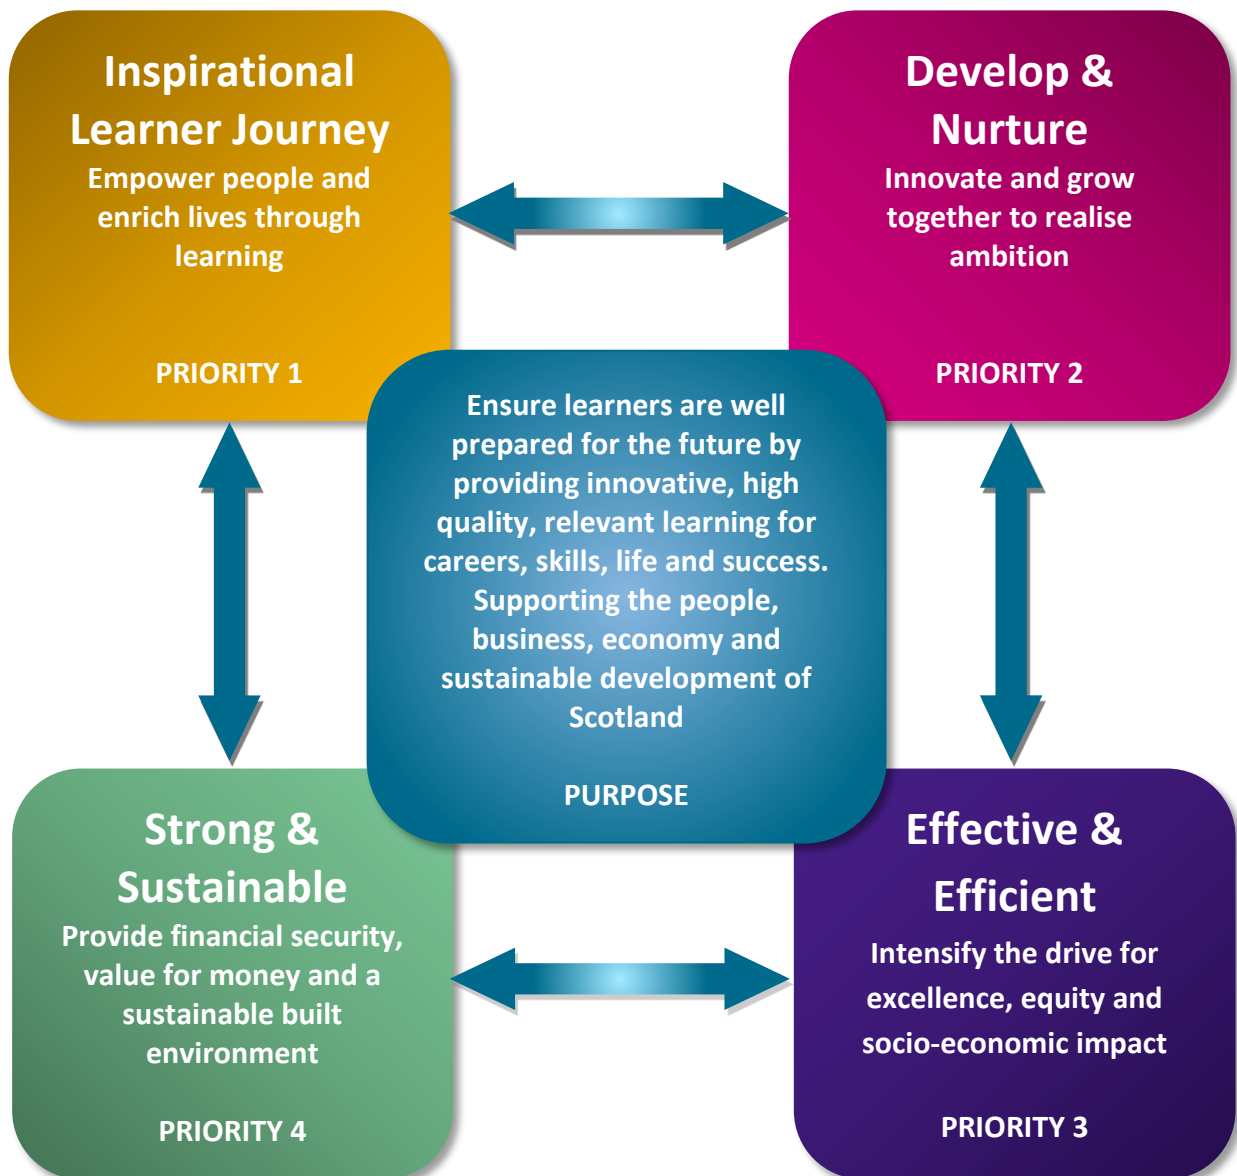 Inspirational
Learner Journey
Empower people and
enrich lives through
learning
PRIORITY 1
Develop &
Nurture
Innovate and grow
together to realise
ambition
PRIORITY 2
Ensure learners are well
prepared for the future by
providing innovative, high
quality, relevant learning for
careers, skills, life and success.
Supporting the people,
business, economy and
sustainable development of
Scotland
PURPOSE
Strong &
Sustainable
Provide financial security,
value for money and a
sustainable built
environment
PRIORITY 4
Effective &
Efficient
Intensify the drive for
excellence, equity and
socio-economic impact
PRIORITY 3